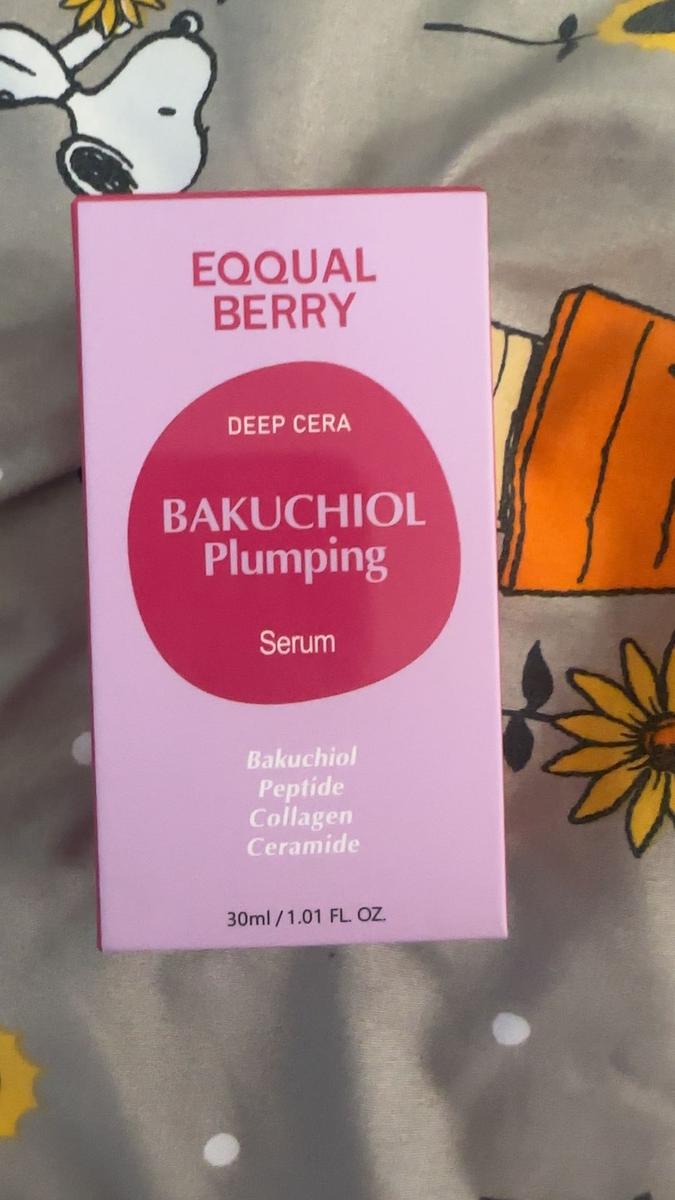 EQQUAL
BERRY
DEEP CERA
BAKUCHIOL
Plumping
Serum
Bakuchiol
Peptide
Collagen
Ceramide
30ml / 1.01 FL. OZ.